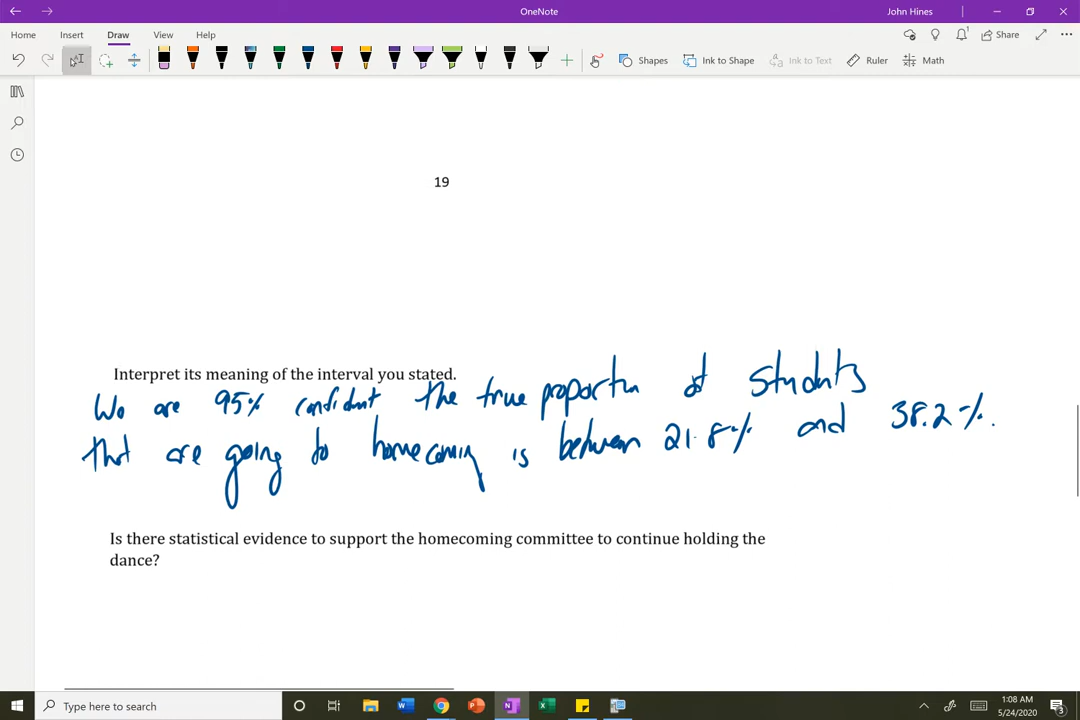 OneNote
John Hines
Home Insert Draw View Help
Share
Shapes Ink to Shape Ink to Text Ruler Math
19
Interpret its meaning of the interval you stated.
We are 95% confident the true proportion of students
that are going to homecoming is between 21.8% and 38.2%.
Is there statistical evidence to support the homecoming committee to continue holding the
dance?
Type here to search
1:08 AM
5/24/2020
3